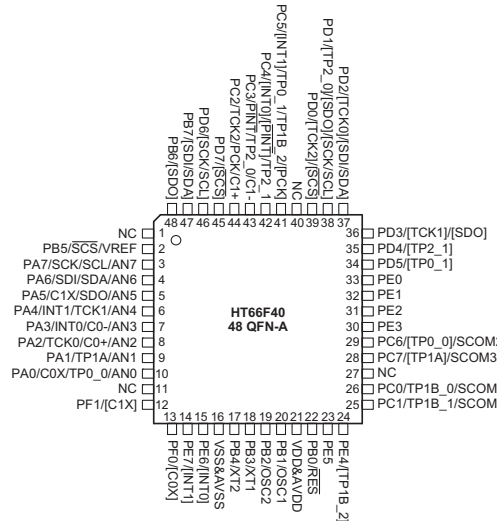 PB6/[SDO]
PB7/[SDI/SDA]
PD6/[SCK/SCL]
PD7/[SCS]
PC2/TCK2/PCK/C1+
PC3/PINT/TP2_0/C1-
PC4/[INT0]/[PINT]/TP2_1
PC5/[INT1]/TP0_1/TP1B_2/[PCK]
NC
PD0/[TCK2]/[SCS]
PD1/[TP2_0]/[SDO]/[SCK/SCL]
PD2/[TCK0]/[SDI/SDA]
48 47 46 45 44 43 42 41 40 39 38 37
NC 1
PB5/SCS/VREF 2
PA7/SCK/SCL/AN7 3
PA6/SDI/SDA/AN6 4
PA5/C1X/SDO/AN5 5
PA4/INT1/TCK1/AN4 6
PA3/INT0/C0-/AN3 7
PA2/TCK0/C0+/AN2 8
PA1/TP1A/AN1 9
PA0/C0X/TP0_0/AN0 10
NC 11
PF1/[C1X] 12
HT66F40
48 QFN-A
36 PD3/[TCK1]/[SDO]
35 PD4/[TP2_1]
34 PD5/[TP0_1]
33 PE0
32 PE1
31 PE2
30 PE3
29 PC6/[TP0_0]/SCOM2
28 PC7/[TP1A]/SCOM3
27 NC
26 PC0/TP1B_0/SCOM
25 PC1/TP1B_1/SCOM
13 14 15 16 17 18 19 20 21 22 23 24
PF0/[C0X]
PE7/[INT1]
PE6/[INT0]
VSS&AVSS
PB4/XT2
PB3/XT1
PB2/OSC2
PB1/OSC1
VDD&AVDD
PB0/RES
PE5
PE4/[TP1B_2]